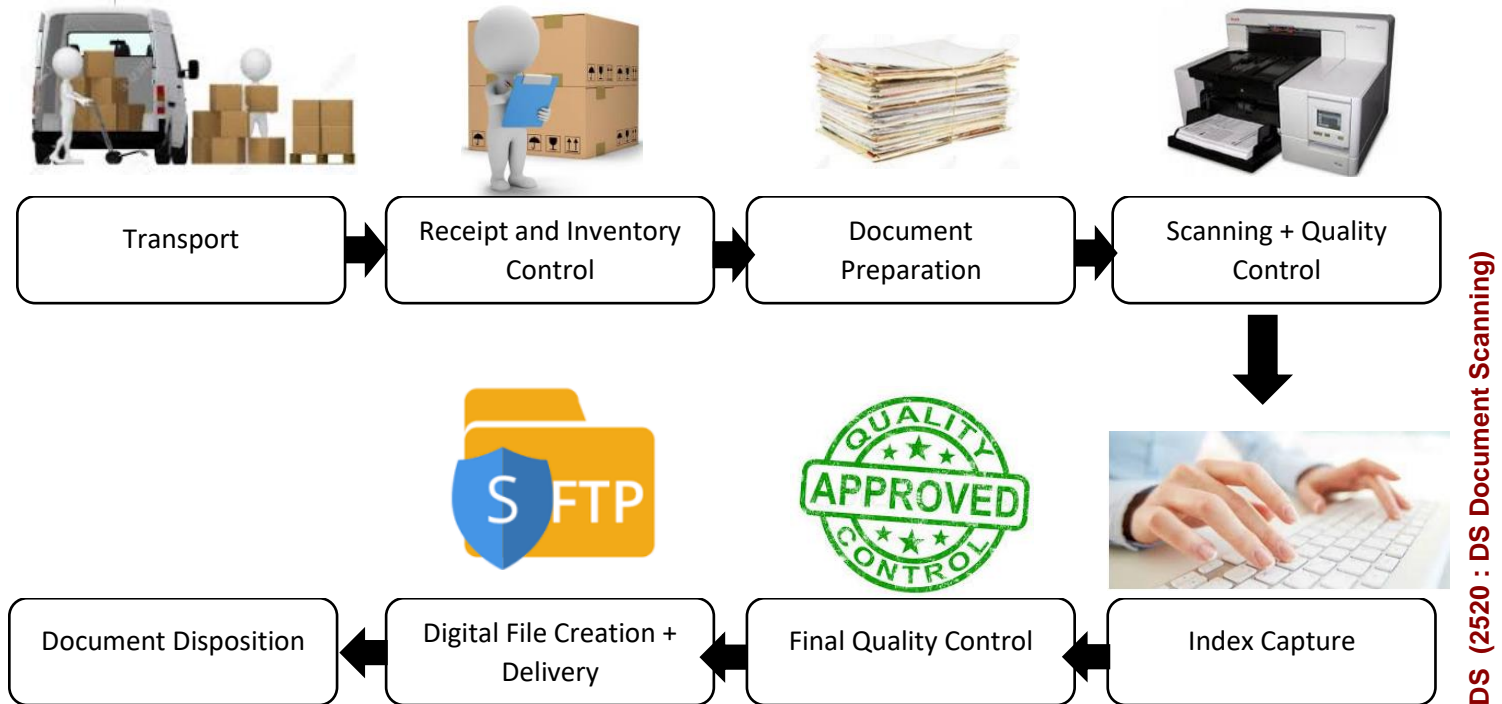 Transport
Receipt and Inventory
Control
Document
Preparation
Scanning + Quality
Control
S FTP
QUALITY
APPROVED
CONTROL
Document Disposition
Digital File Creation +
Delivery
Final Quality Control
Index Capture
DS (2520 : DS Document Scanning)